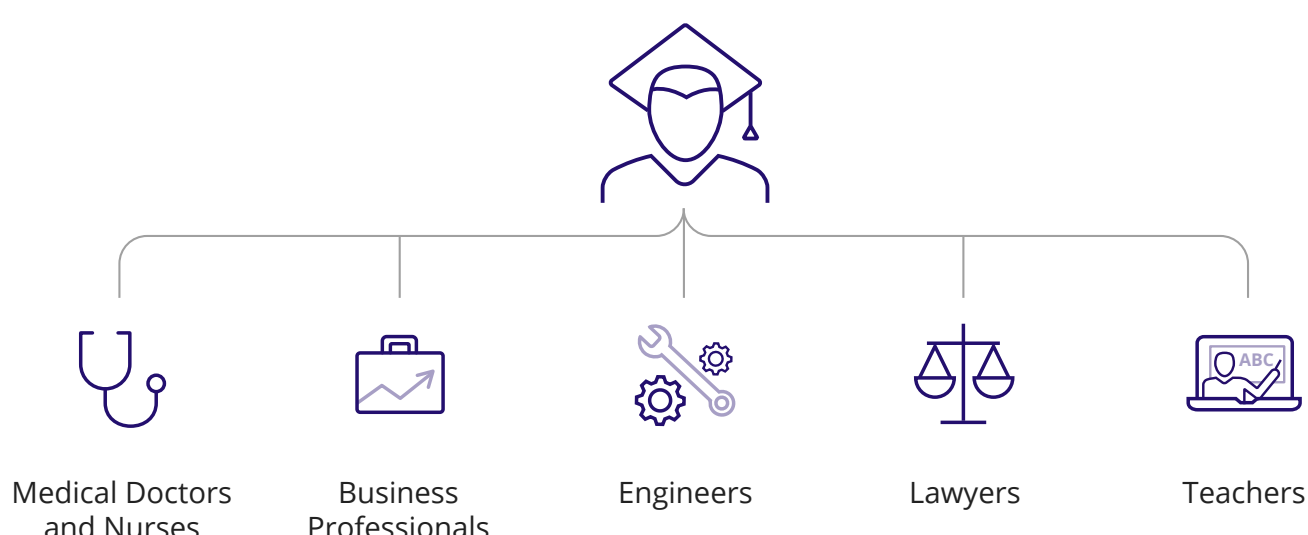 ABC
Medical Doctors
and Nurses
Business
Professionals
Engineers
Lawyers
Teachers